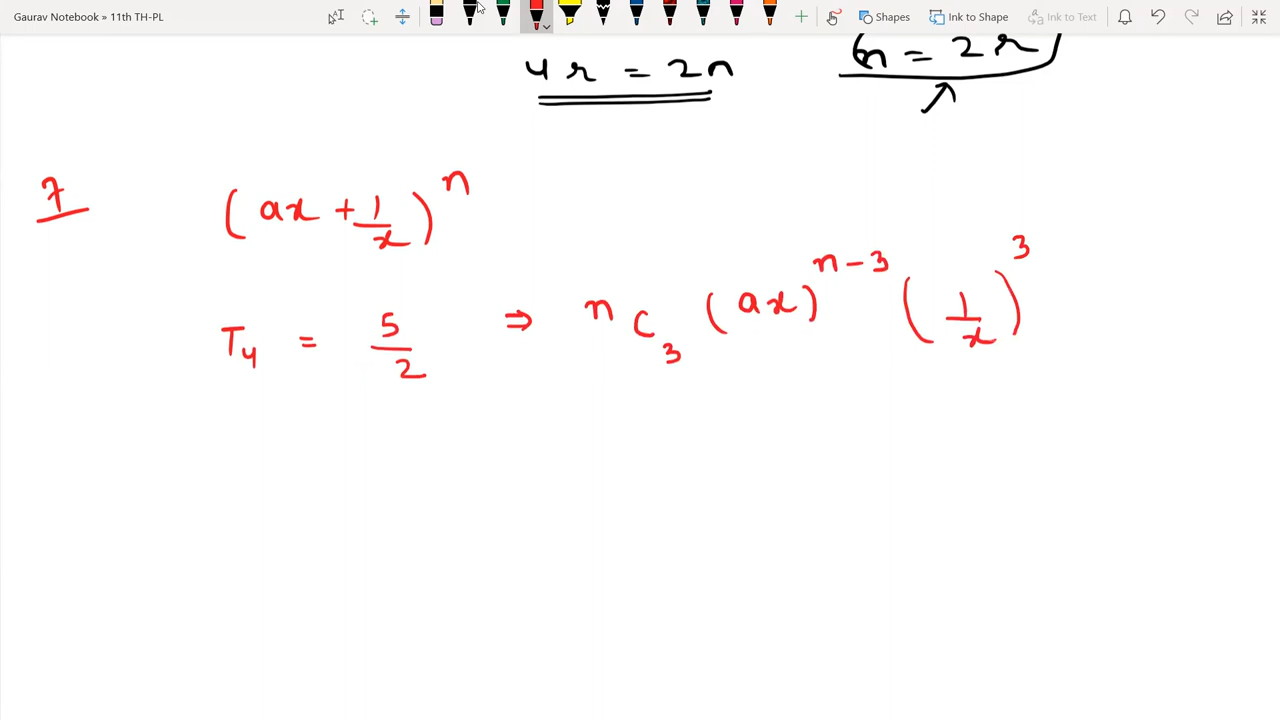 Gaurav Notebook » 11th TH-PL
Shapes
Ink to Shape
Ink to Text
4r = 2n
n = 2r
7
(ax + 1/x)^n
T₄ = 5/2 ⇒ ⁿC₃ (ax)^(n-3) (1/x)^3